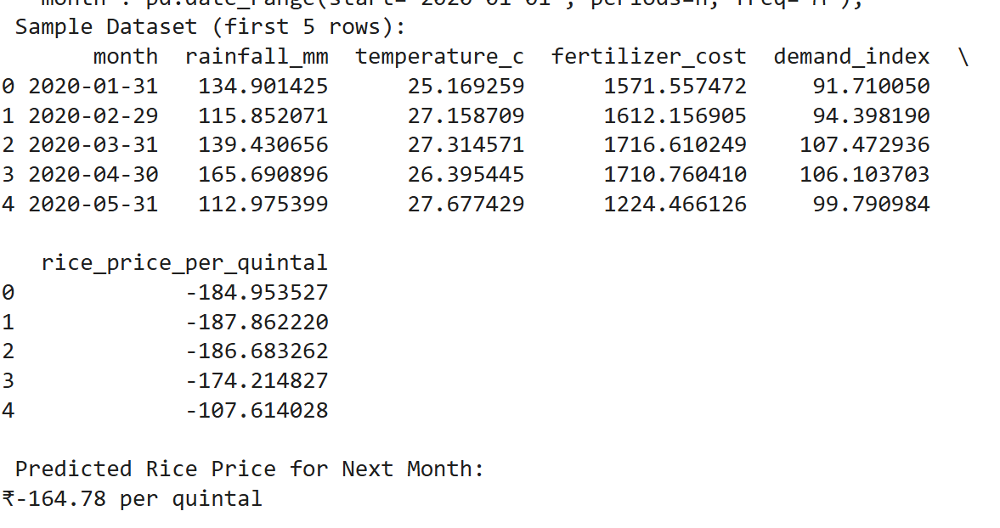 'month': pd.date_range(start='2020-01-01', periods=n, freq='M'),
Sample Dataset (first 5 rows):
month rainfall_mm temperature_c fertilizer_cost demand_index \
0 2020-01-31 134.901425 25.169259 1571.557472 91.710050
1 2020-02-29 115.852071 27.158709 1612.156905 94.398190
2 2020-03-31 139.430656 27.314571 1716.610249 107.472936
3 2020-04-30 165.690896 26.395445 1710.760410 106.103703
4 2020-05-31 112.975399 27.677429 1224.466126 99.790984
rice_price_per_quintal
0 -184.953527
1 -187.862220
2 -186.683262
3 -174.214827
4 -107.614028
Predicted Rice Price for Next Month:
₹-164.78 per quintal